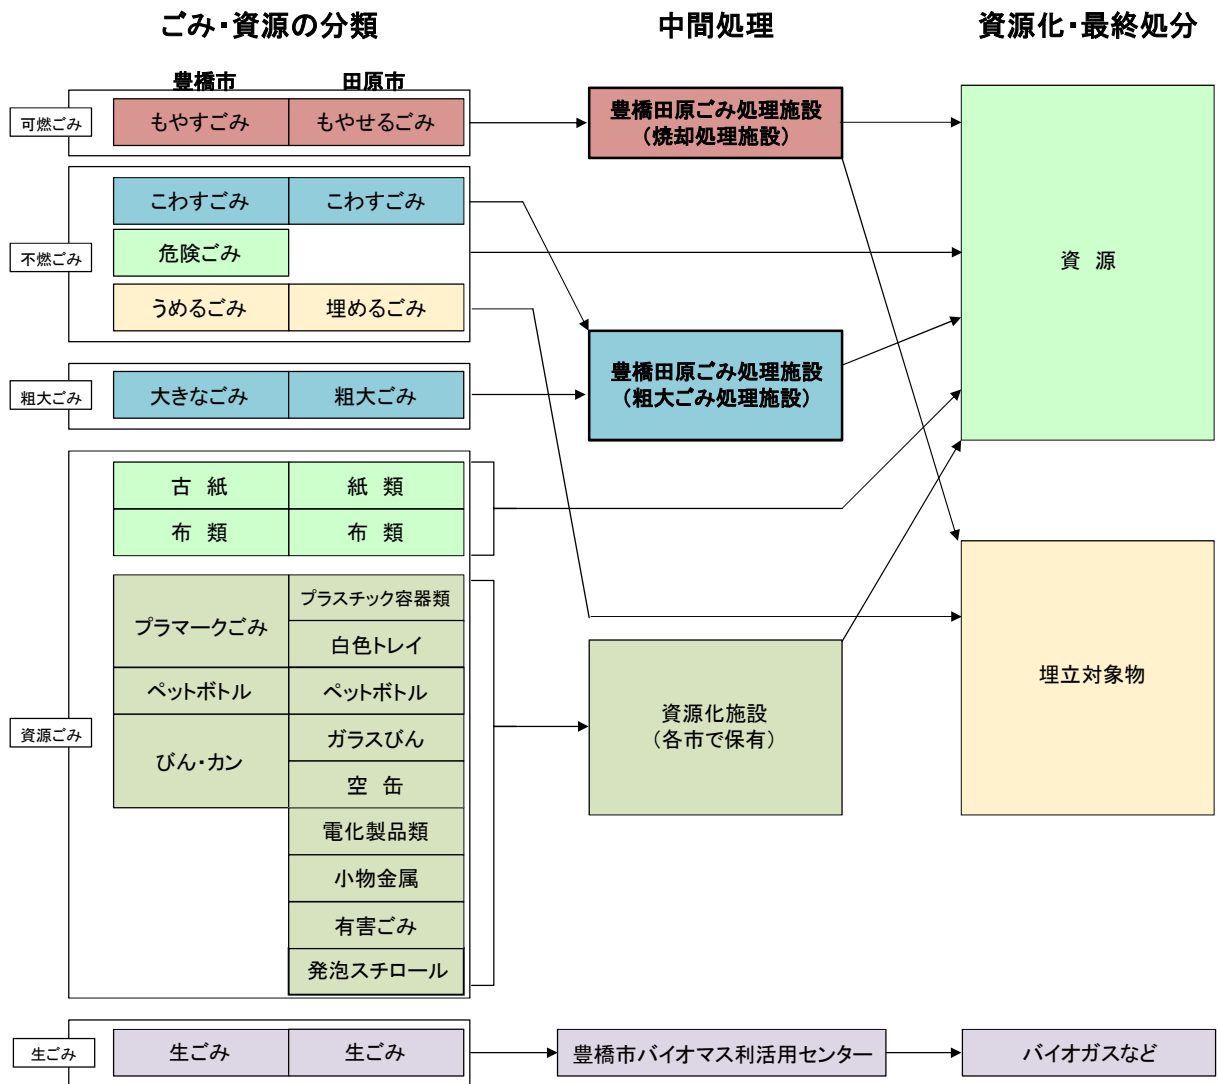 ごみ・資源の分類
中間処理
資源化・最終処分
豊橋市
田原市
可燃ごみ
もやすごみ
もやせるごみ
豊橋田原ごみ処理施設
（焼却処理施設）
不燃ごみ
こわすごみ
こわすごみ
危険ごみ
うめるごみ
埋めるごみ
資 源
粗大ごみ
大きなごみ
粗大ごみ
豊橋田原ごみ処理施設
（粗大ごみ処理施設）
資源ごみ
古 紙
紙 類
布 類
布 類
プラマークごみ
プラスチック容器類
白色トレイ
ペットボトル
ペットボトル
びん・カン
ガラスびん
空 缶
電化製品類
小物金属
有害ごみ
発泡スチロール
資源化施設
（各市で保有）
埋立対象物
生ごみ
生ごみ
生ごみ
豊橋市バイオマス利活用センター
バイオガスなど